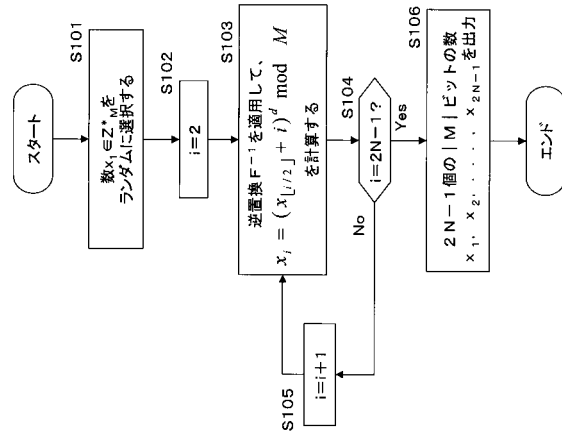 スタート
S101
数x₁∈Z*Mを
ランダムに選択する
S102
i=2
S103
逆置換F⁻¹を適用して、
x_i = (x_⌊i/2⌋ + i)^d mod M
を計算する
S104
i=2N-1?
No
Yes
S105
i=i+1
S106
2N-1個の|M|ビットの数
x₁, x₂, ...., x₂N-1を出力
エンド